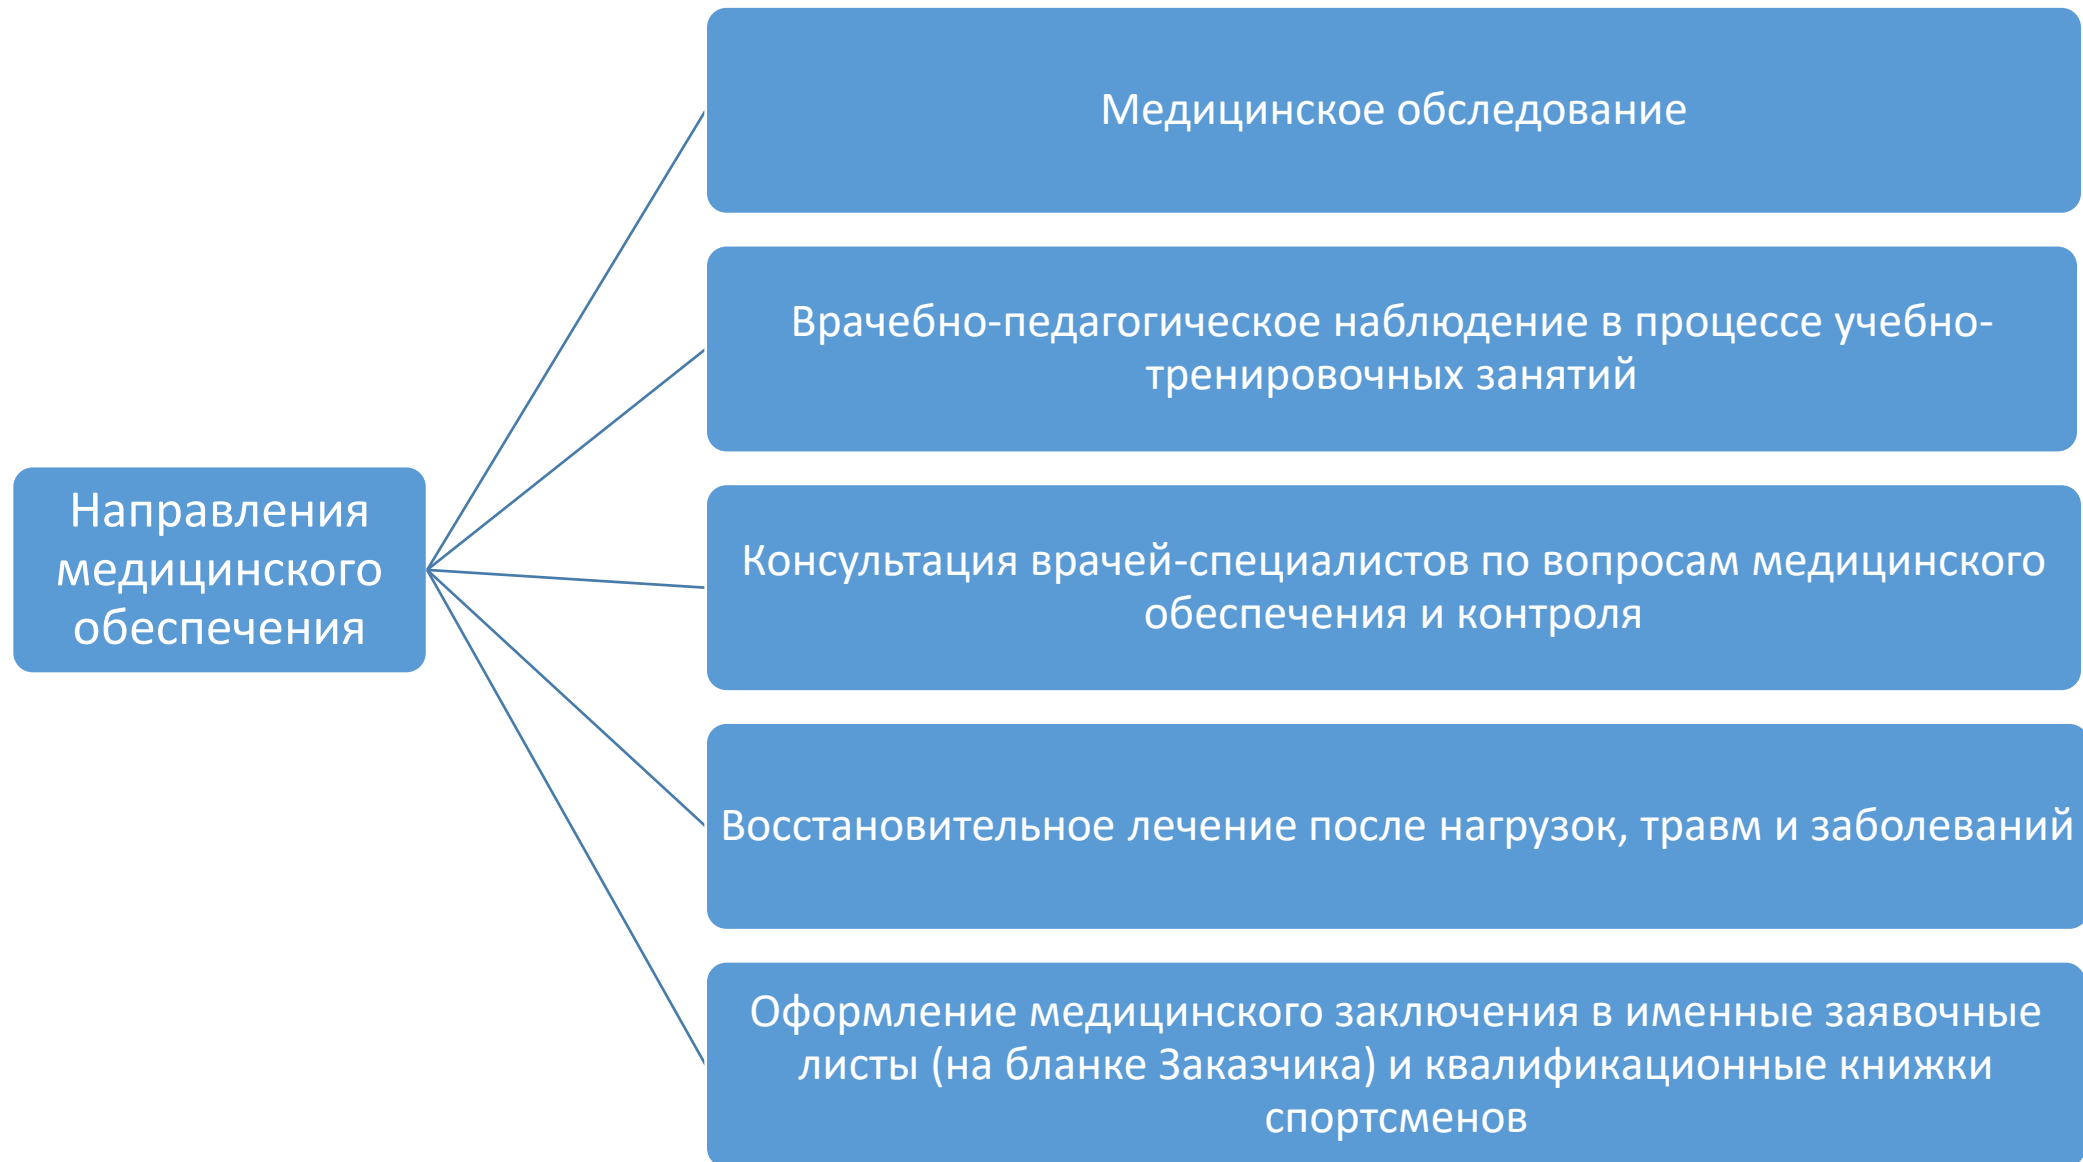 Направления
медицинского
обеспечения
Медицинское обследование
Врачебно-педагогическое наблюдение в процессе учебно-
тренировочных занятий
Консультация врачей-специалистов по вопросам медицинского
обеспечения и контроля
Восстановительное лечение после нагрузок, травм и заболеваний
Оформление медицинского заключения в именные заявочные
листы (на бланке Заказчика) и квалификационные книжки
спортсменов